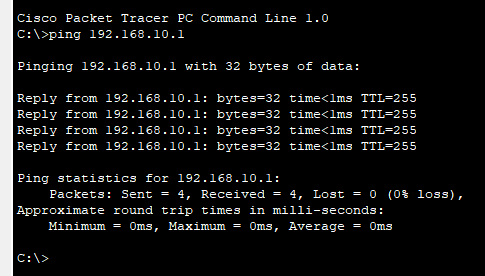 Cisco Packet Tracer PC Command Line 1.0
C:\>ping 192.168.10.1
Pinging 192.168.10.1 with 32 bytes of data:
Reply from 192.168.10.1: bytes=32 time<1ms TTL=255
Reply from 192.168.10.1: bytes=32 time<1ms TTL=255
Reply from 192.168.10.1: bytes=32 time<1ms TTL=255
Reply from 192.168.10.1: bytes=32 time<1ms TTL=255
Ping statistics for 192.168.10.1:
    Packets: Sent = 4, Received = 4, Lost = 0 (0% loss),
Approximate round trip times in milli-seconds:
    Minimum = 0ms, Maximum = 0ms, Average = 0ms
C:\>